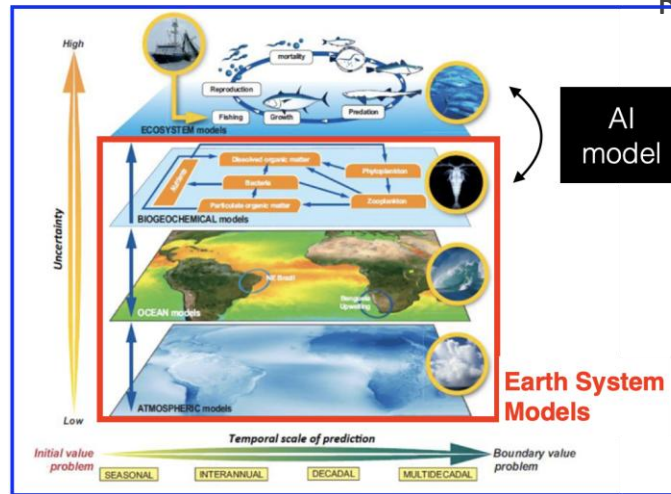 High
mortality
Reproduction
Fishing
Growth
Predation
ECOSYSTEM models
AI
model
Dissolved organic matter
Phytoplankton
Nutrients
Bacteria
Particulate organic matter
Zooplankton
BIOGEOCHEMICAL models
Uncertainty
NE Brazil
Benguela
Upwelling
OCEAN models
ATMOSPHERIC models
Earth System
Models
Low
Temporal scale of prediction
Initial value
problem
Boundary value
problem
SEASONAL
INTERANNUAL
DECADAL
MULTIDECADAL